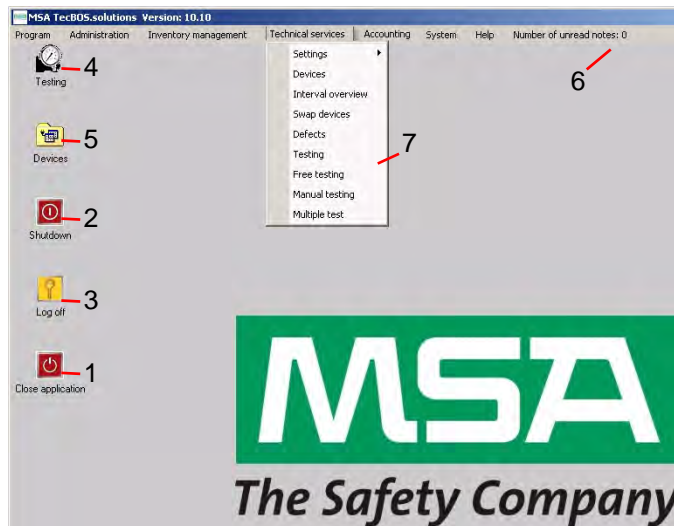 MSA TecBOS.solutions Version: 10.10
Program Administration Inventory management Technical services Accounting System Help Number of unread notes: 0
Settings
Devices
Interval overview
Swap devices
Defects
Testing
Free testing
Manual testing
Multiple test
4
Testing
5
Devices
2
Shutdown
3
Log off
1
Close application
6
7
MSA
MSA
The Safety Company